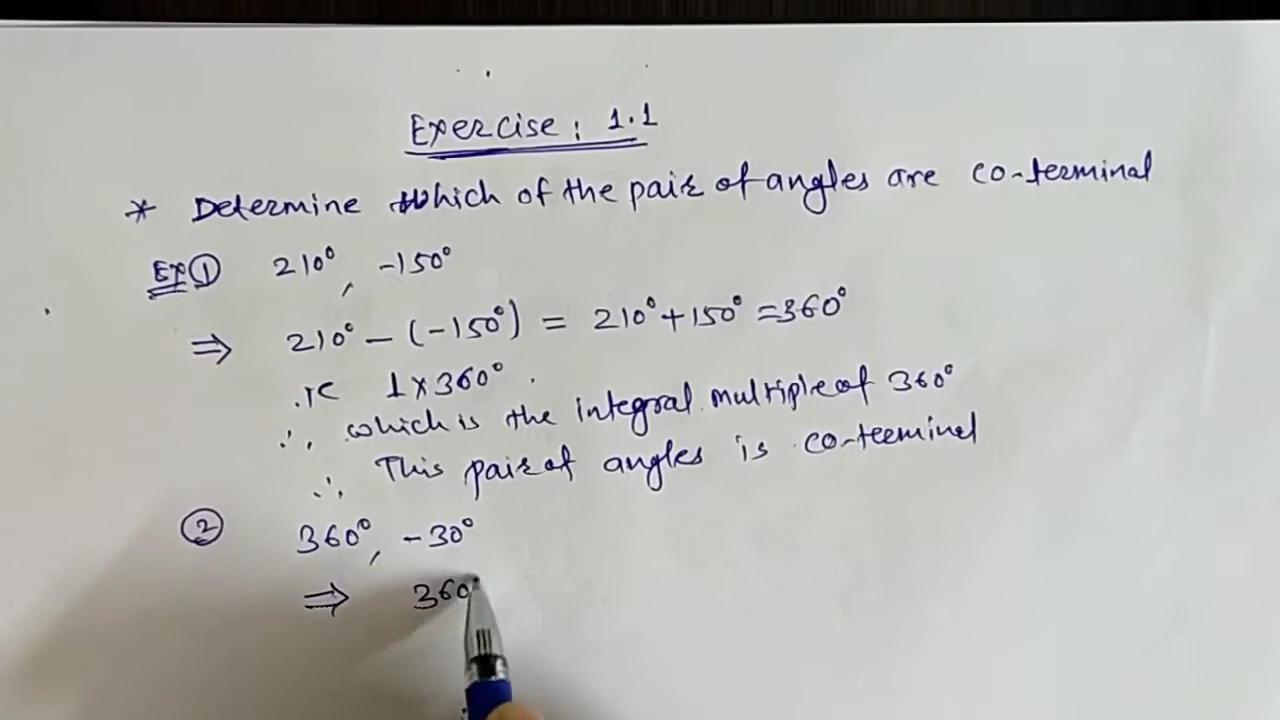 Exercise: 1.1
* Determine which of the pair of angles are co-terminal
Ex① 210°, -150°
⇒ 210° - (-150°) = 210° + 150° = 360°
.ie 1 × 360°.
∴ which is the integral multiple of 360°
∴ This pair of angles is co-terminal
② 360°, -30°
⇒ 360°